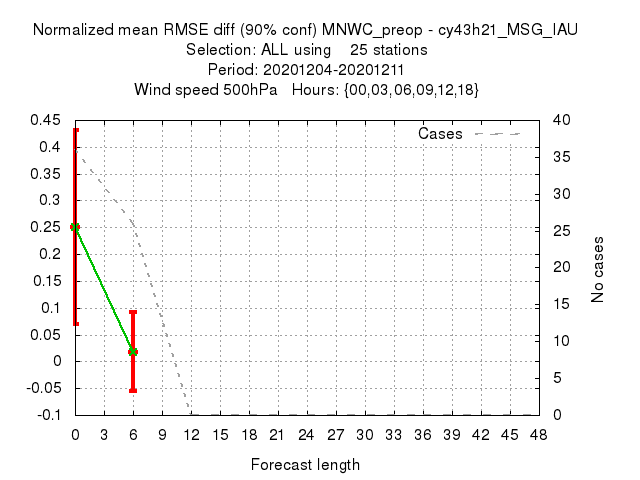 Normalized mean RMSE diff (90% conf) MNWC_preop - cy43h21_MSG_IAU
Selection: ALL using 25 stations
Period: 20201204-20201211
Wind speed 500hPa Hours: {00,03,06,09,12,18}
Cases
0.45
0.4
0.35
0.3
0.25
0.2
0.15
0.1
0.05
0
-0.05
-0.1
40
35
30
25
20
15
10
5
0
No cases
0 3 6 9 12 15 18 21 24 27 30 33 36 39 42 45 48
Forecast length